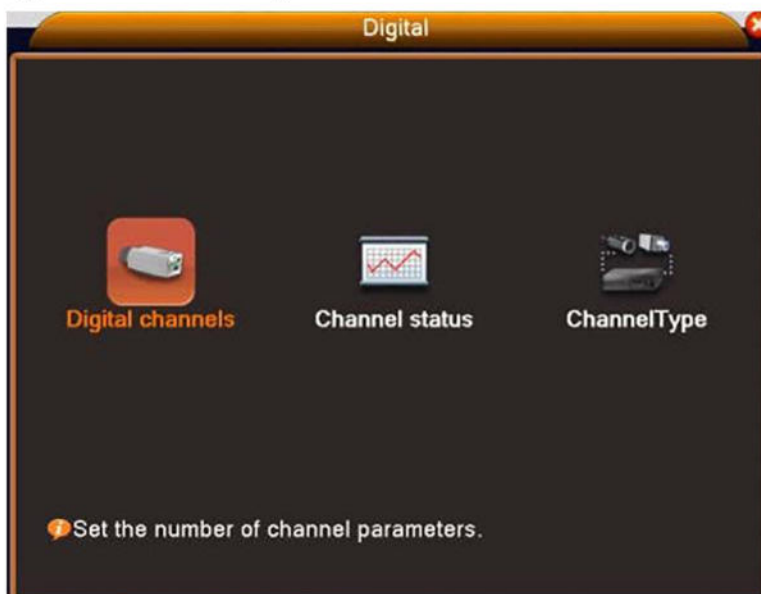 Digital
Digital channels
Channel status
ChannelType
Set the number of channel parameters.